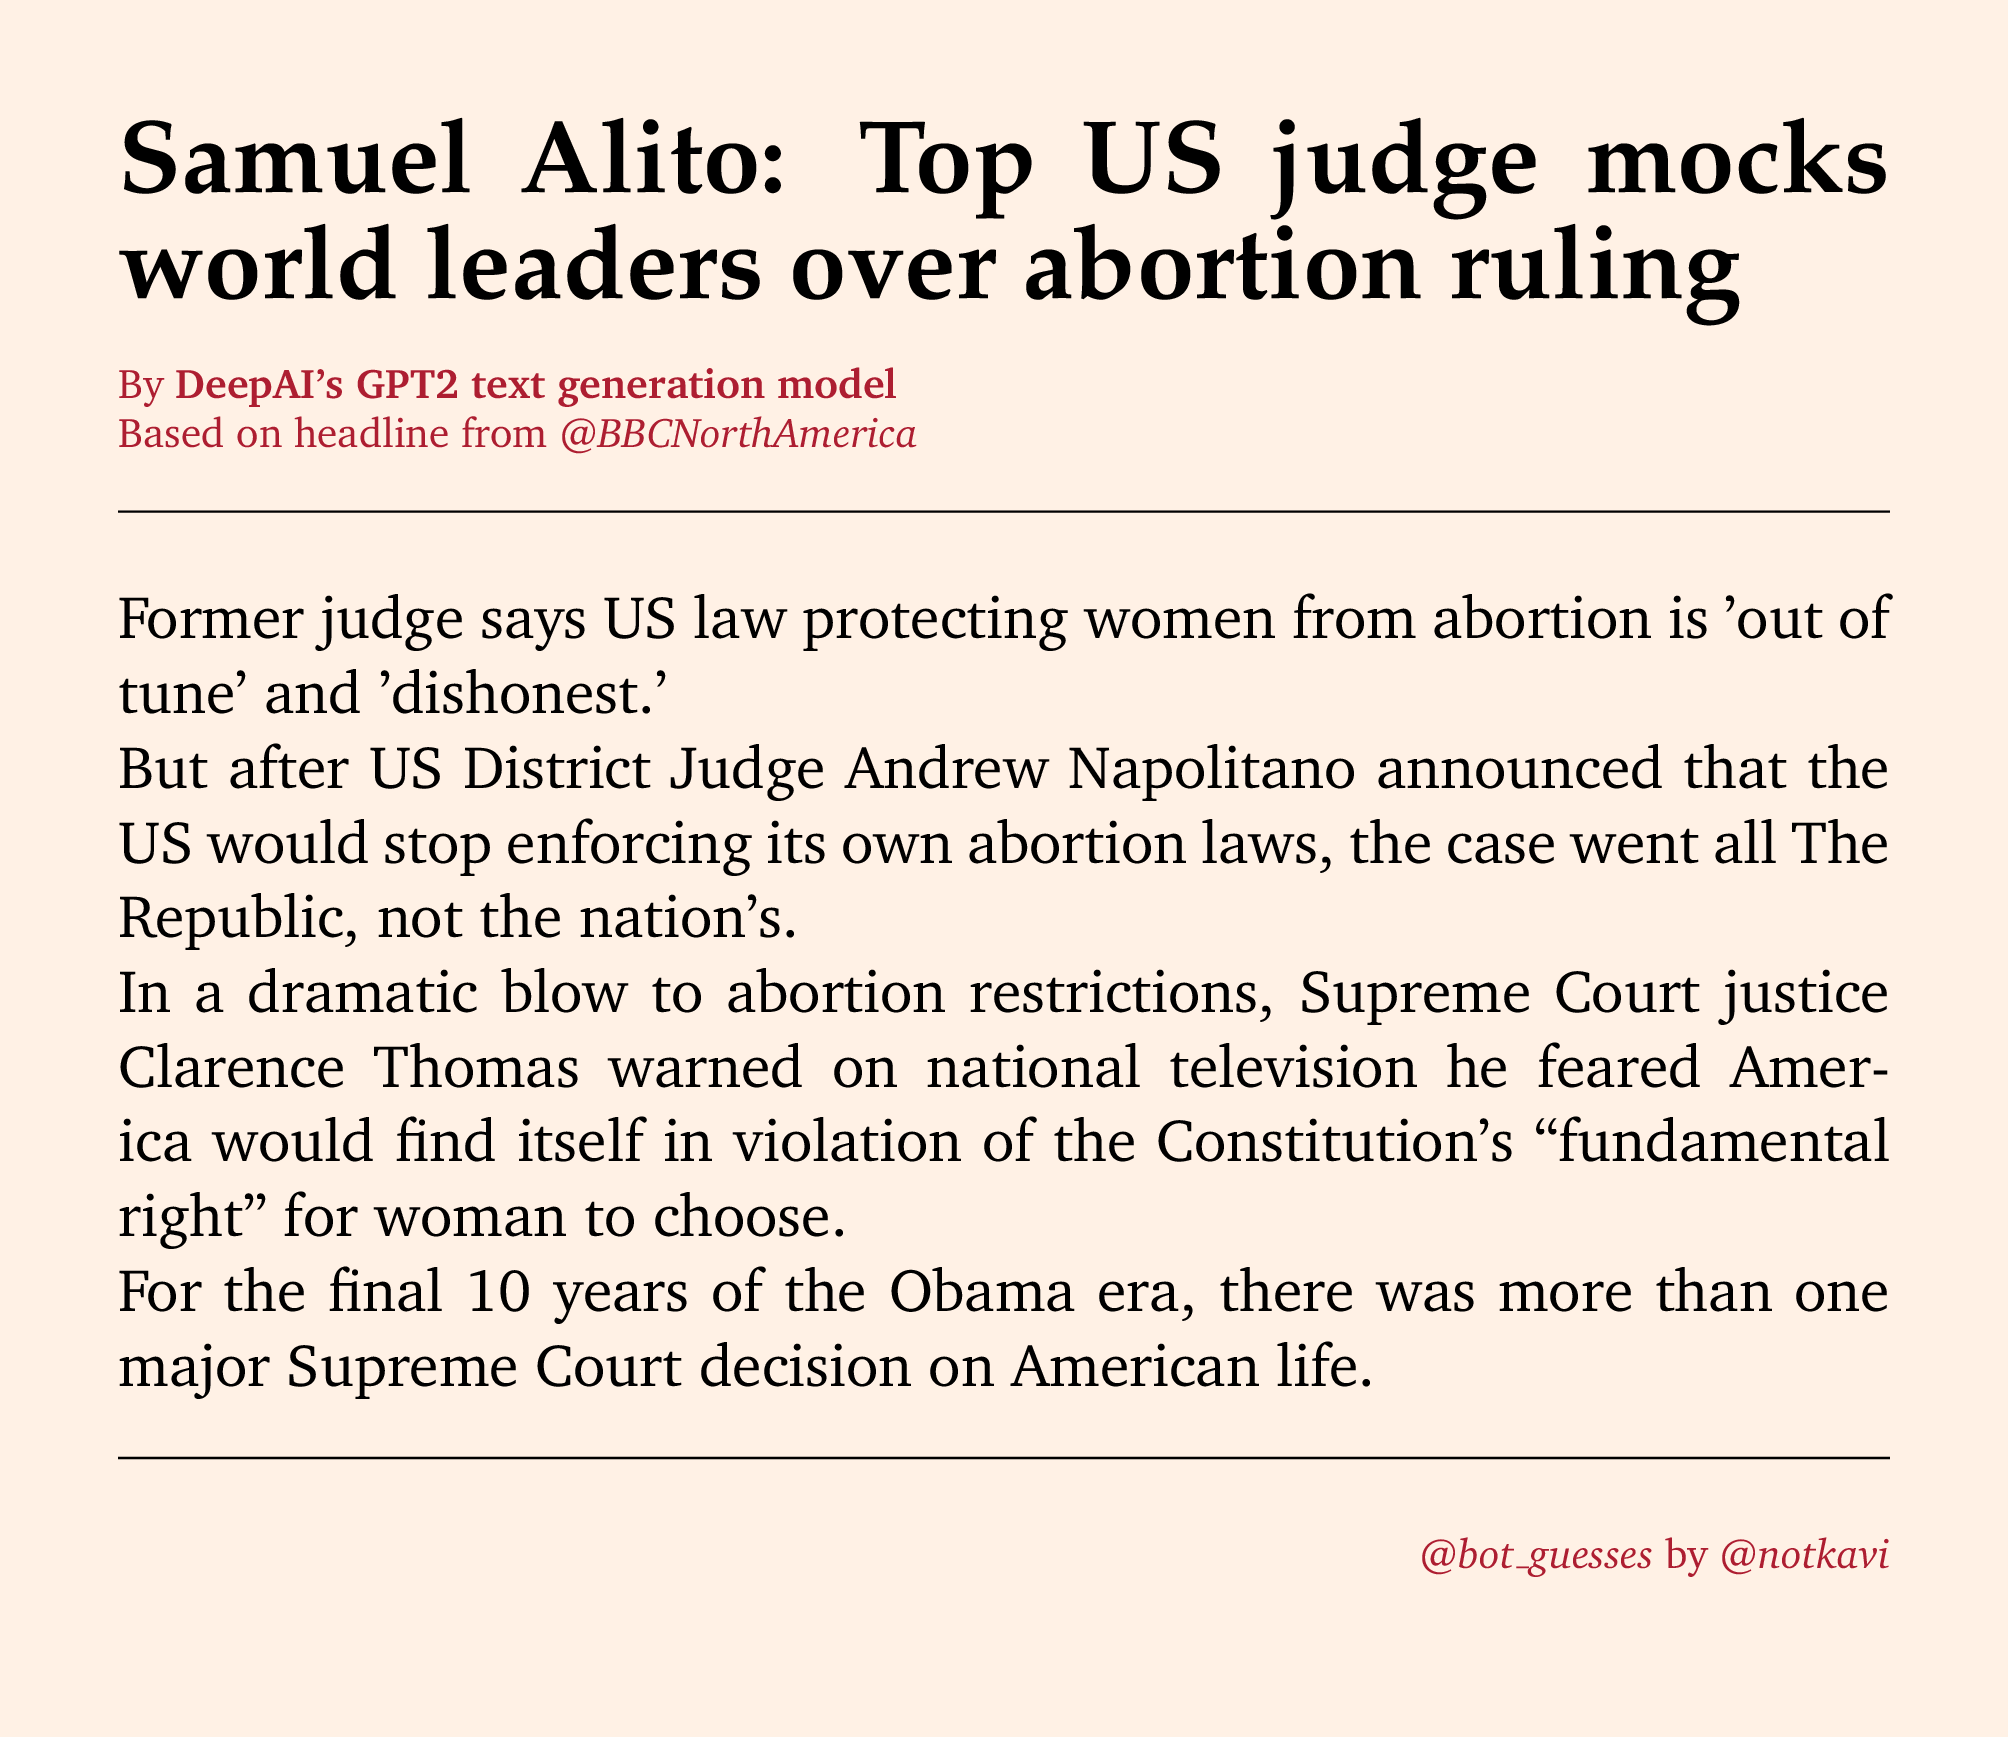 Samuel Alito: Top US judge mocks
world leaders over abortion ruling
By DeepAI’s GPT2 text generation model
Based on headline from @BBCNorthAmerica
Former judge says US law protecting women from abortion is ’out of
tune’ and ’dishonest.’
But after US District Judge Andrew Napolitano announced that the
US would stop enforcing its own abortion laws, the case went all The
Republic, not the nation’s.
In a dramatic blow to abortion restrictions, Supreme Court justice
Clarence Thomas warned on national television he feared Amer-
ica would find itself in violation of the Constitution’s “fundamental
right” for woman to choose.
For the final 10 years of the Obama era, there was more than one
major Supreme Court decision on American life.
@bot_guesses by @notkavi